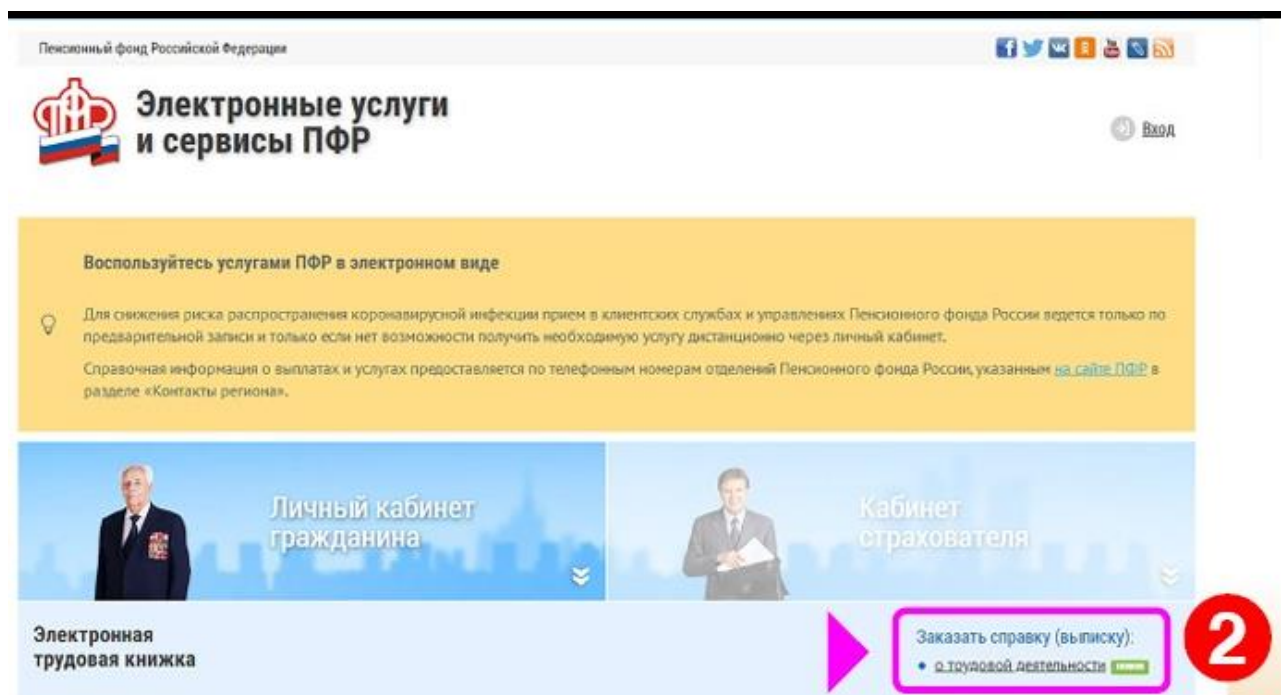 Пенсионный фонд Российской Федерации
Электронные услуги
и сервисы ПФР
Вход
Воспользуйтесь услугами ПФР в электронном виде
Для снижения риска распространения коронавирусной инфекции прием в клиентских службах и управлениях Пенсионного фонда России ведется только по
предварительной записи и только если нет возможности получить необходимую услугу дистанционно через личный кабинет.
Справочная информация о выплатах и услугах предоставляется по телефонным номерам отделений Пенсионного фонда России, указанным на сайте ПФР в
разделе «Контакты региона».
Личный кабинет
гражданина
Кабинет
страхователя
Электронная
трудовая книжка
Заказать справку (выписку):
• о трудовой деятельности
2